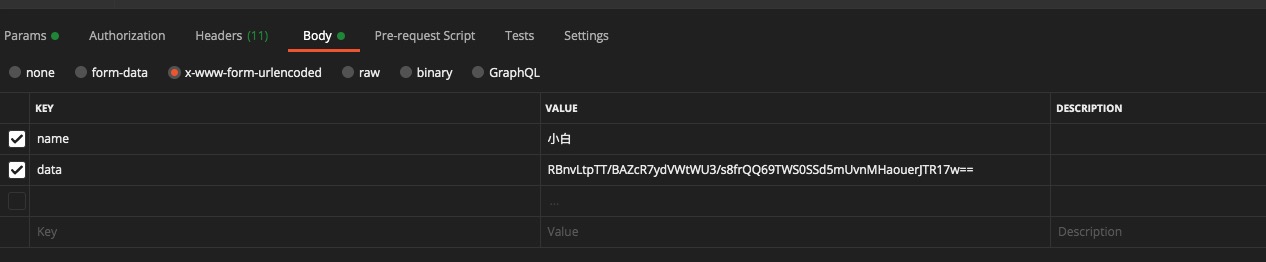 Params Authorization Headers (11) Body Pre-request Script Tests Settings
none form-data x-www-form-urlencoded raw binary GraphQL
KEY VALUE DESCRIPTION
name 小白
data RBnvLtpTT/BAZcR7ydVWtWU3/s8frQQ69TWS0SSd5mUvnMHaouerJTR17w==
...
Key Value Description